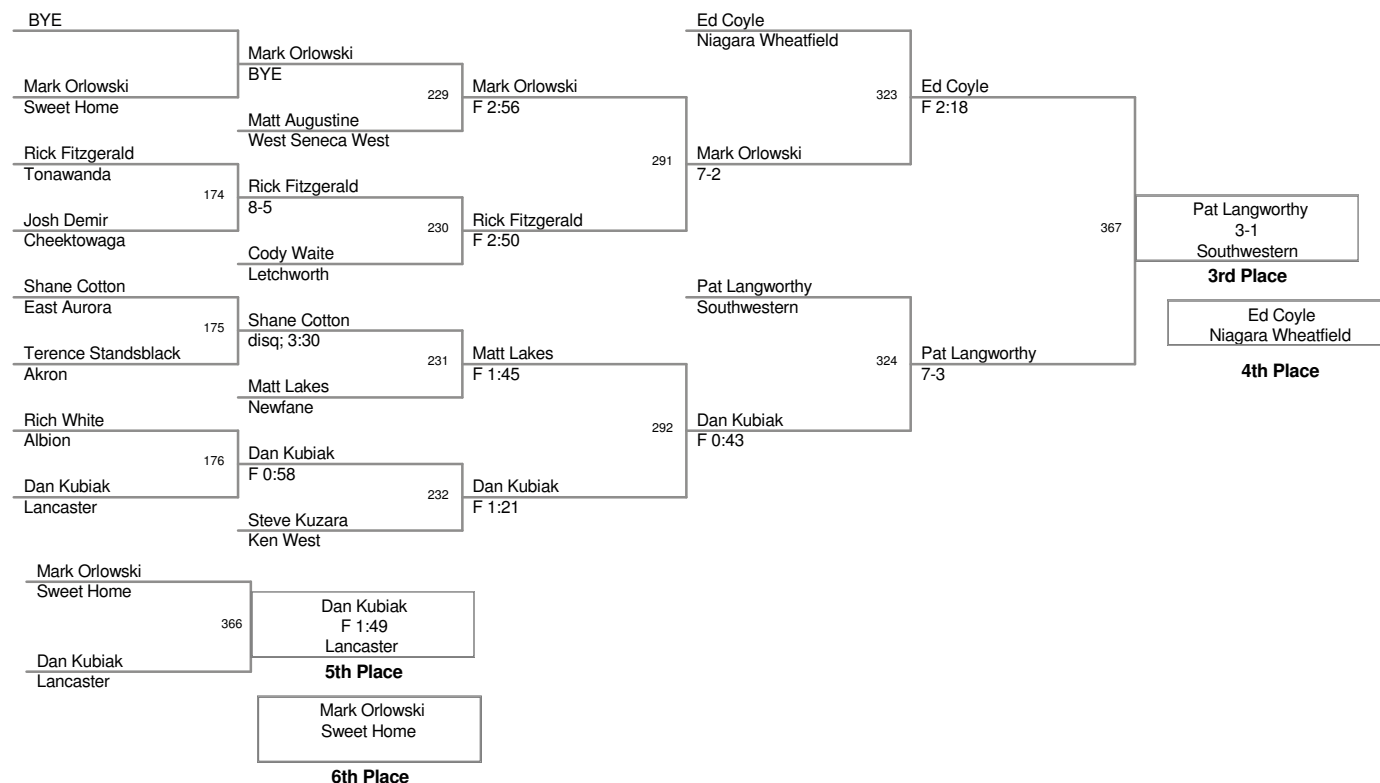 BYE
Mark Orlowski
Sweet Home
Rick Fitzgerald
Tonawanda
174
Josh Demir
Cheektowaga
Shane Cotton
East Aurora
175
Terence Standsblack
Akron
Rich White
Albion
176
Dan Kubiak
Lancaster
Mark Orlowski
BYE
229
Matt Augustine
West Seneca West
Rick Fitzgerald
8-5
230
Cody Waite
Letchworth
Shane Cotton
disq; 3:30
231
Matt Lakes
Newfane
Dan Kubiak
F 0:58
232
Steve Kuzara
Ken West
Mark Orlowski
F 2:56
291
Rick Fitzgerald
F 2:50
Matt Lakes
F 1:45
292
Dan Kubiak
F 1:21
Ed Coyle
Niagara Wheatfield
323
Mark Orlowski
7-2
Pat Langworthy
Southwestern
324
Dan Kubiak
F 0:43
Ed Coyle
F 2:18
367
Pat Langworthy
7-3
Pat Langworthy
3-1
Southwestern
3rd Place
Ed Coyle
Niagara Wheatfield
4th Place
Mark Orlowski
Sweet Home
366
Dan Kubiak
Lancaster
Dan Kubiak
F 1:49
Lancaster
5th Place
Mark Orlowski
Sweet Home
6th Place